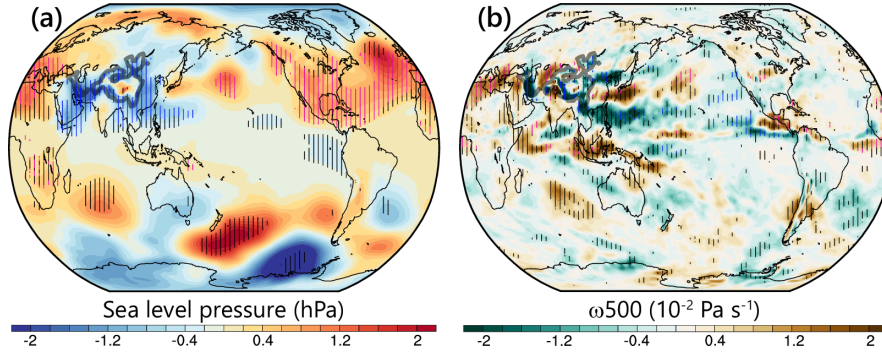 (a)
(b)
Sea level pressure (hPa)
ω500 (10⁻² Pa s⁻¹)
-2 -1.2 -0.4 0.4 1.2 2
-2 -1.2 -0.4 0.4 1.2 2